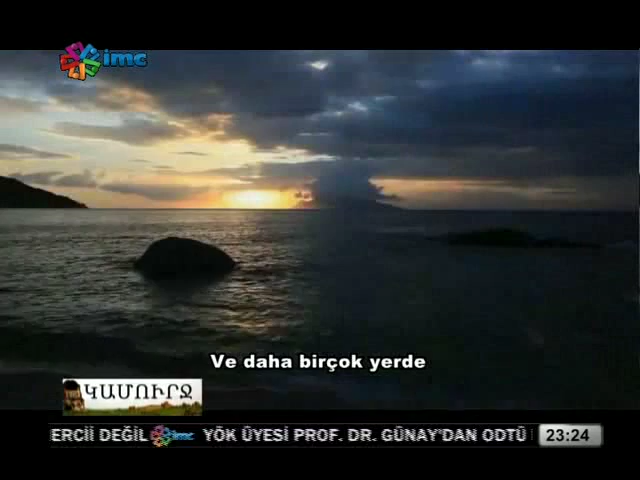 imc
Ve daha birçok yerde
ԿԱՄՈՒՐՋ
ERCİİ DEĞİL imc YÖK ÜYESİ PROF. DR. GÜNAY'DAN ODTÜ
23:24